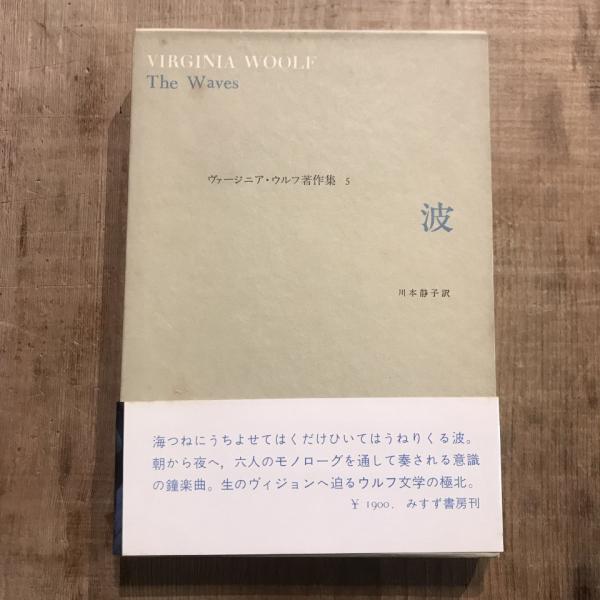 VIRGINIA WOOLF
The Waves
ヴァージニア・ウルフ著作集 5
波
川本静子訳
海つねにうちよせてはくだけひいてはうねりくる波。
朝から夜へ，六人のモノローグを通して奏される意識
の鐘楽曲。生のヴィジョンへ迫るウルフ文学の極北。
¥ 1900. みすず書房刊